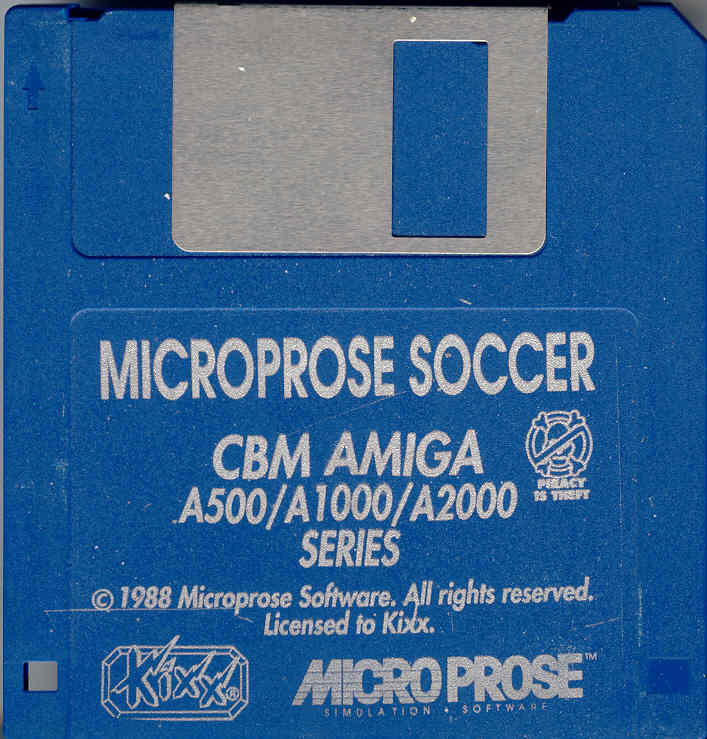 MICROPROSE SOCCER
CBM AMIGA
A500/A1000/A2000
SERIES
PIRACY
IS THEFT
© 1988 Microprose Software. All rights reserved.
Licensed to Kixx.
Kixx®
MICRO PROSE™
SIMULATION • SOFTWARE